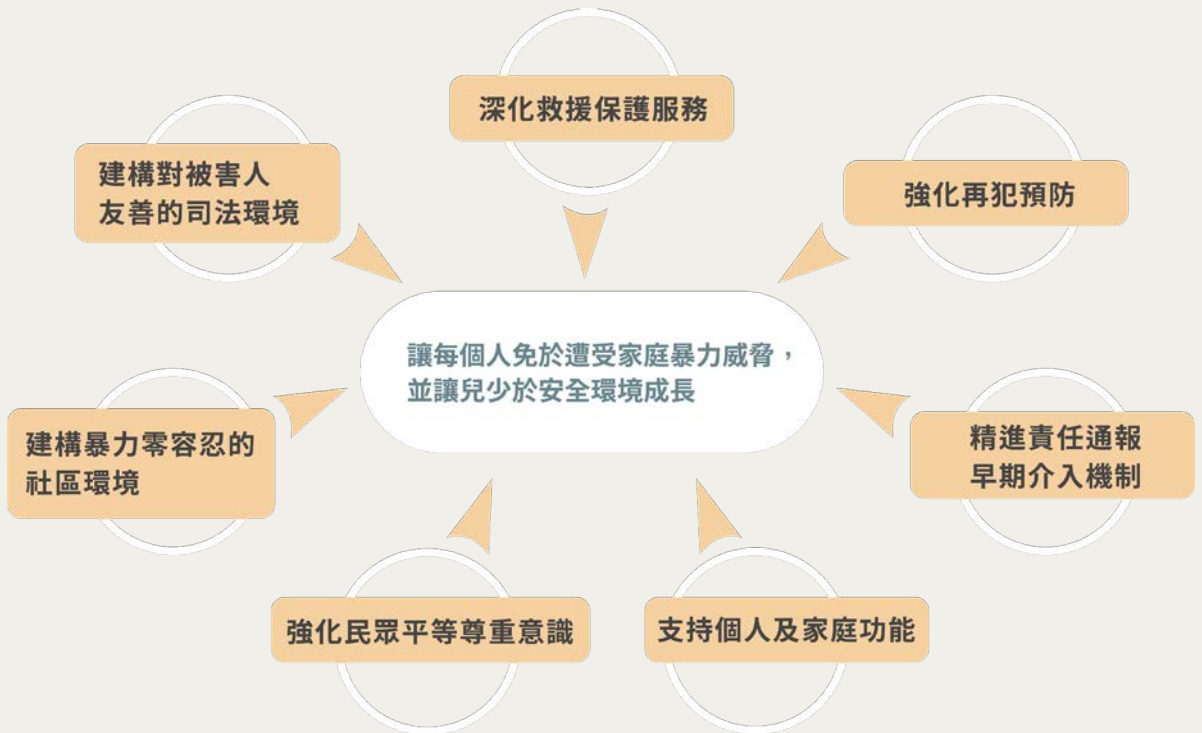 深化救援保護服務
建構對被害人
友善的司法環境
強化再犯預防
讓每個人免於遭受家庭暴力威脅，
並讓兒少於安全環境成長
建構暴力零容忍的
社區環境
精進責任通報
早期介入機制
強化民眾平等尊重意識
支持個人及家庭功能